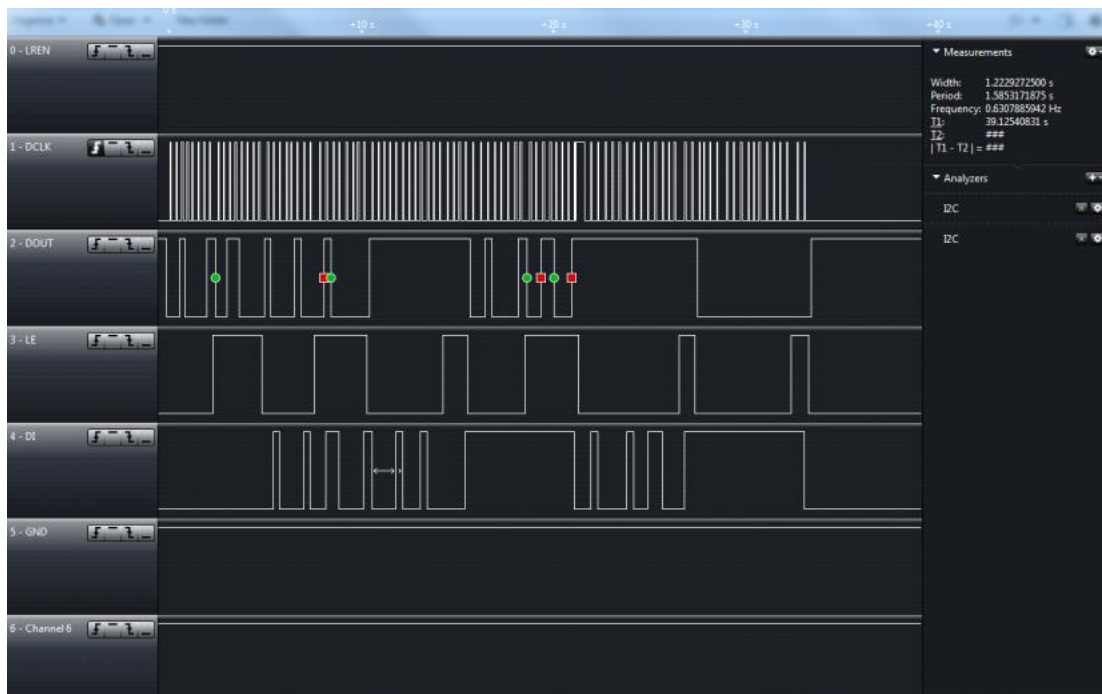 0 s
+10 s
+20 s
+30 s
+40 s
0 - LREN
1 - DCLK
2 - DOUT
3 - LE
4 - DI
5 - GND
6 - Channel 6
Measurements
Width: 1.2229272500 s
Period: 1.5853171875 s
Frequency: 0.6307885942 Hz
T1: 39.12540831 s
T2: ###
| T1 - T2 | = ###
Analyzers
I2C
I2C